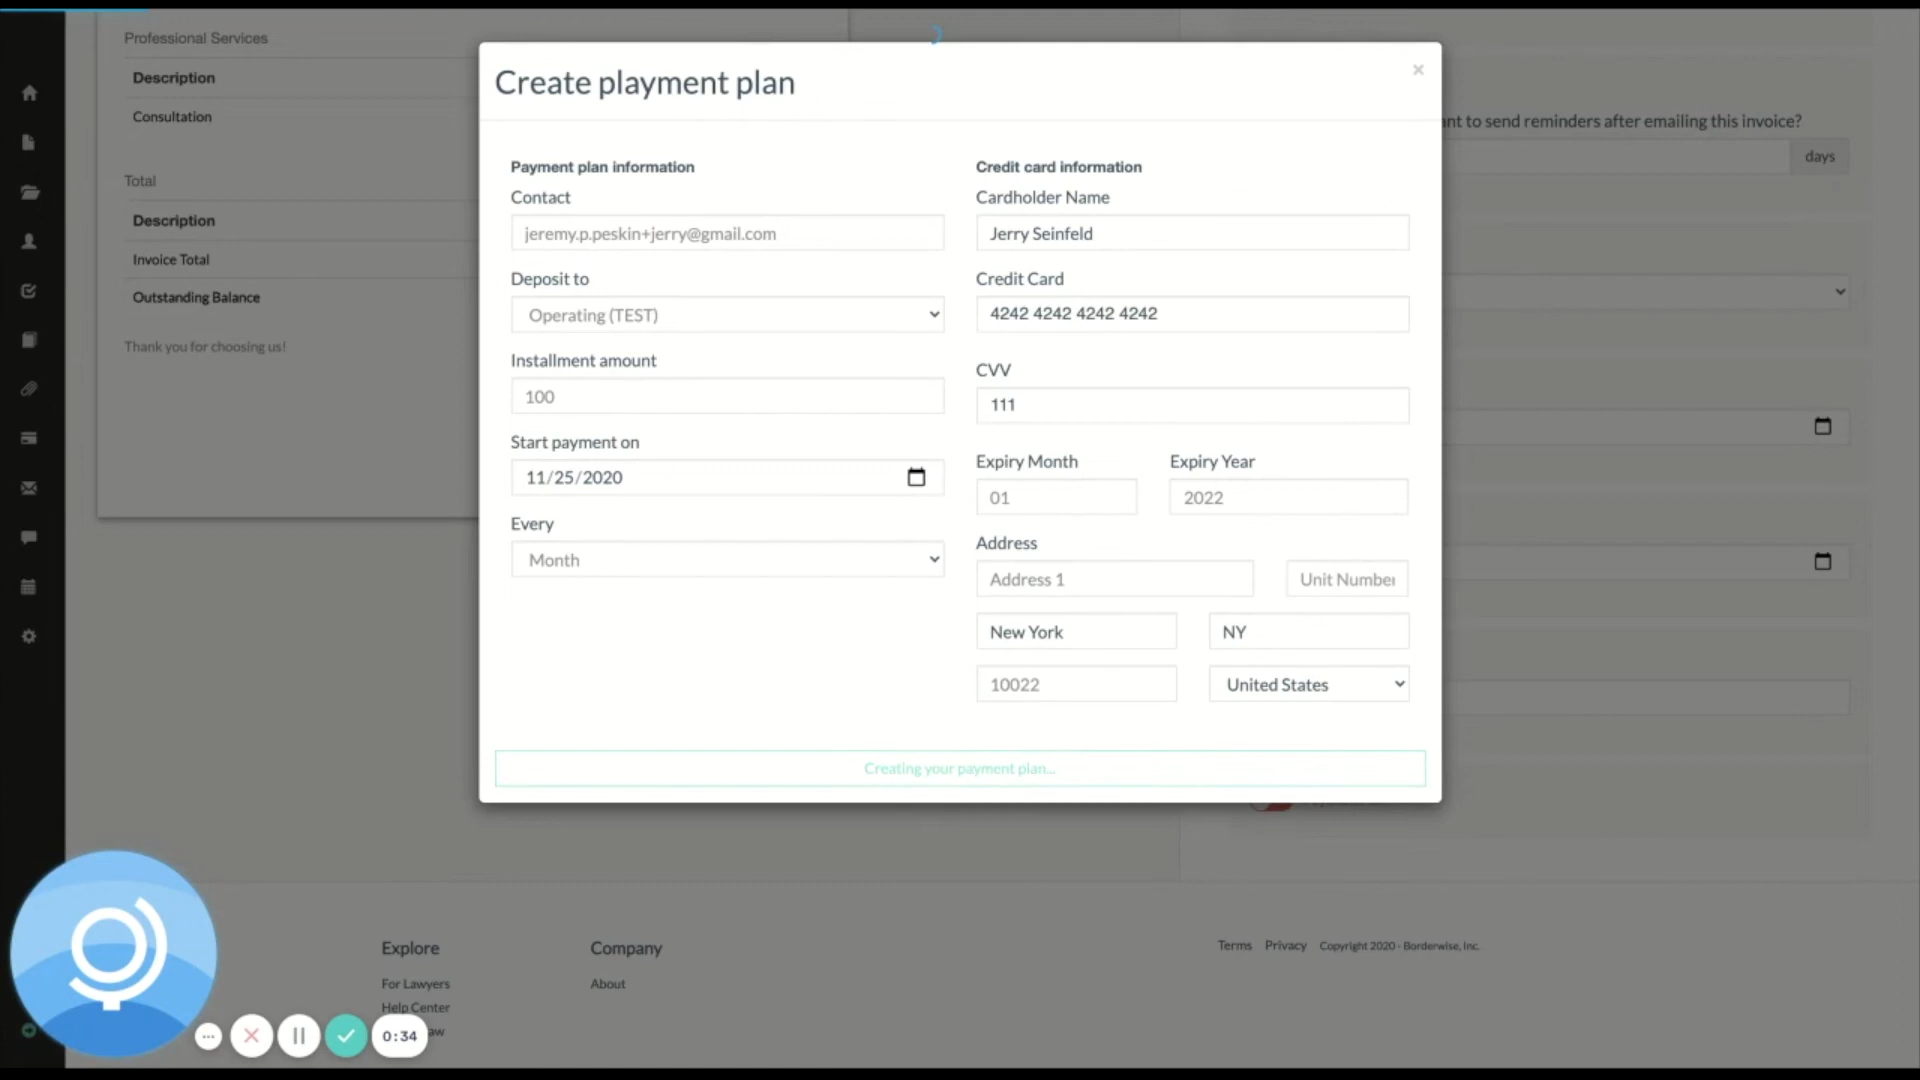 Professional Services
Description
Consultation
Total
Description
Invoice Total
Outstanding Balance
Thank you for choosing us!
Create playment plan
×
Payment plan information
Contact
jeremy.p.peskin+jerry@gmail.com
Deposit to
Operating (TEST)
Installment amount
100
Start payment on
11/25/2020
Every
Month
Credit card information
Cardholder Name
Jerry Seinfeld
Credit Card
4242 4242 4242 4242
CVV
111
Expiry Month
Expiry Year
01
2022
Address
Address 1
Unit Number
New York
NY
10022
United States
Creating your payment plan...
nt to send reminders after emailing this invoice?
days
Explore
For Lawyers
Help Center
aw
Company
About
Terms
Privacy
Copyright 2020 - Borderwise, Inc.
0:34